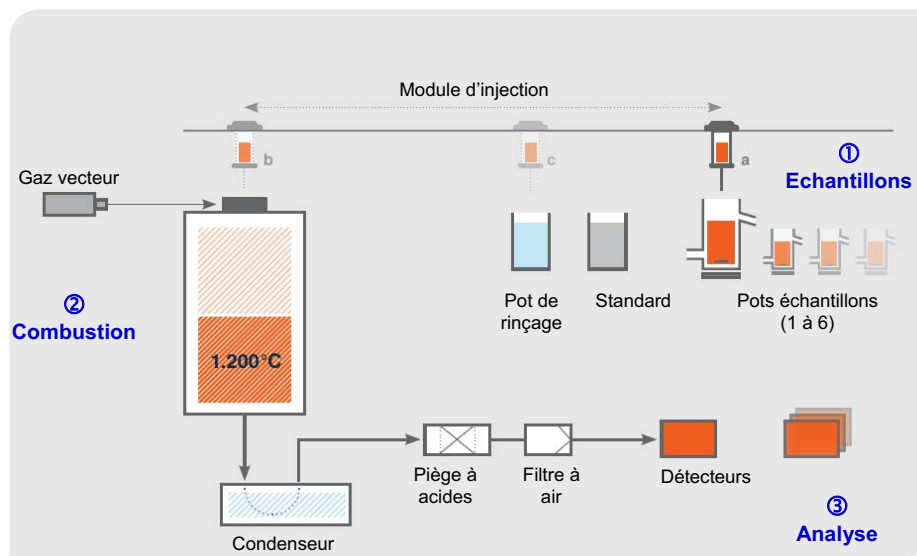 Module d'injection
b
c
a
①
Echantillons
Gaz vecteur
②
Combustion
1.200°C
Pot de
rinçage
Standard
Pots échantillons
(1 à 6)
Piège à
acides
Filtre à
air
Détecteurs
Condenseur
③
Analyse